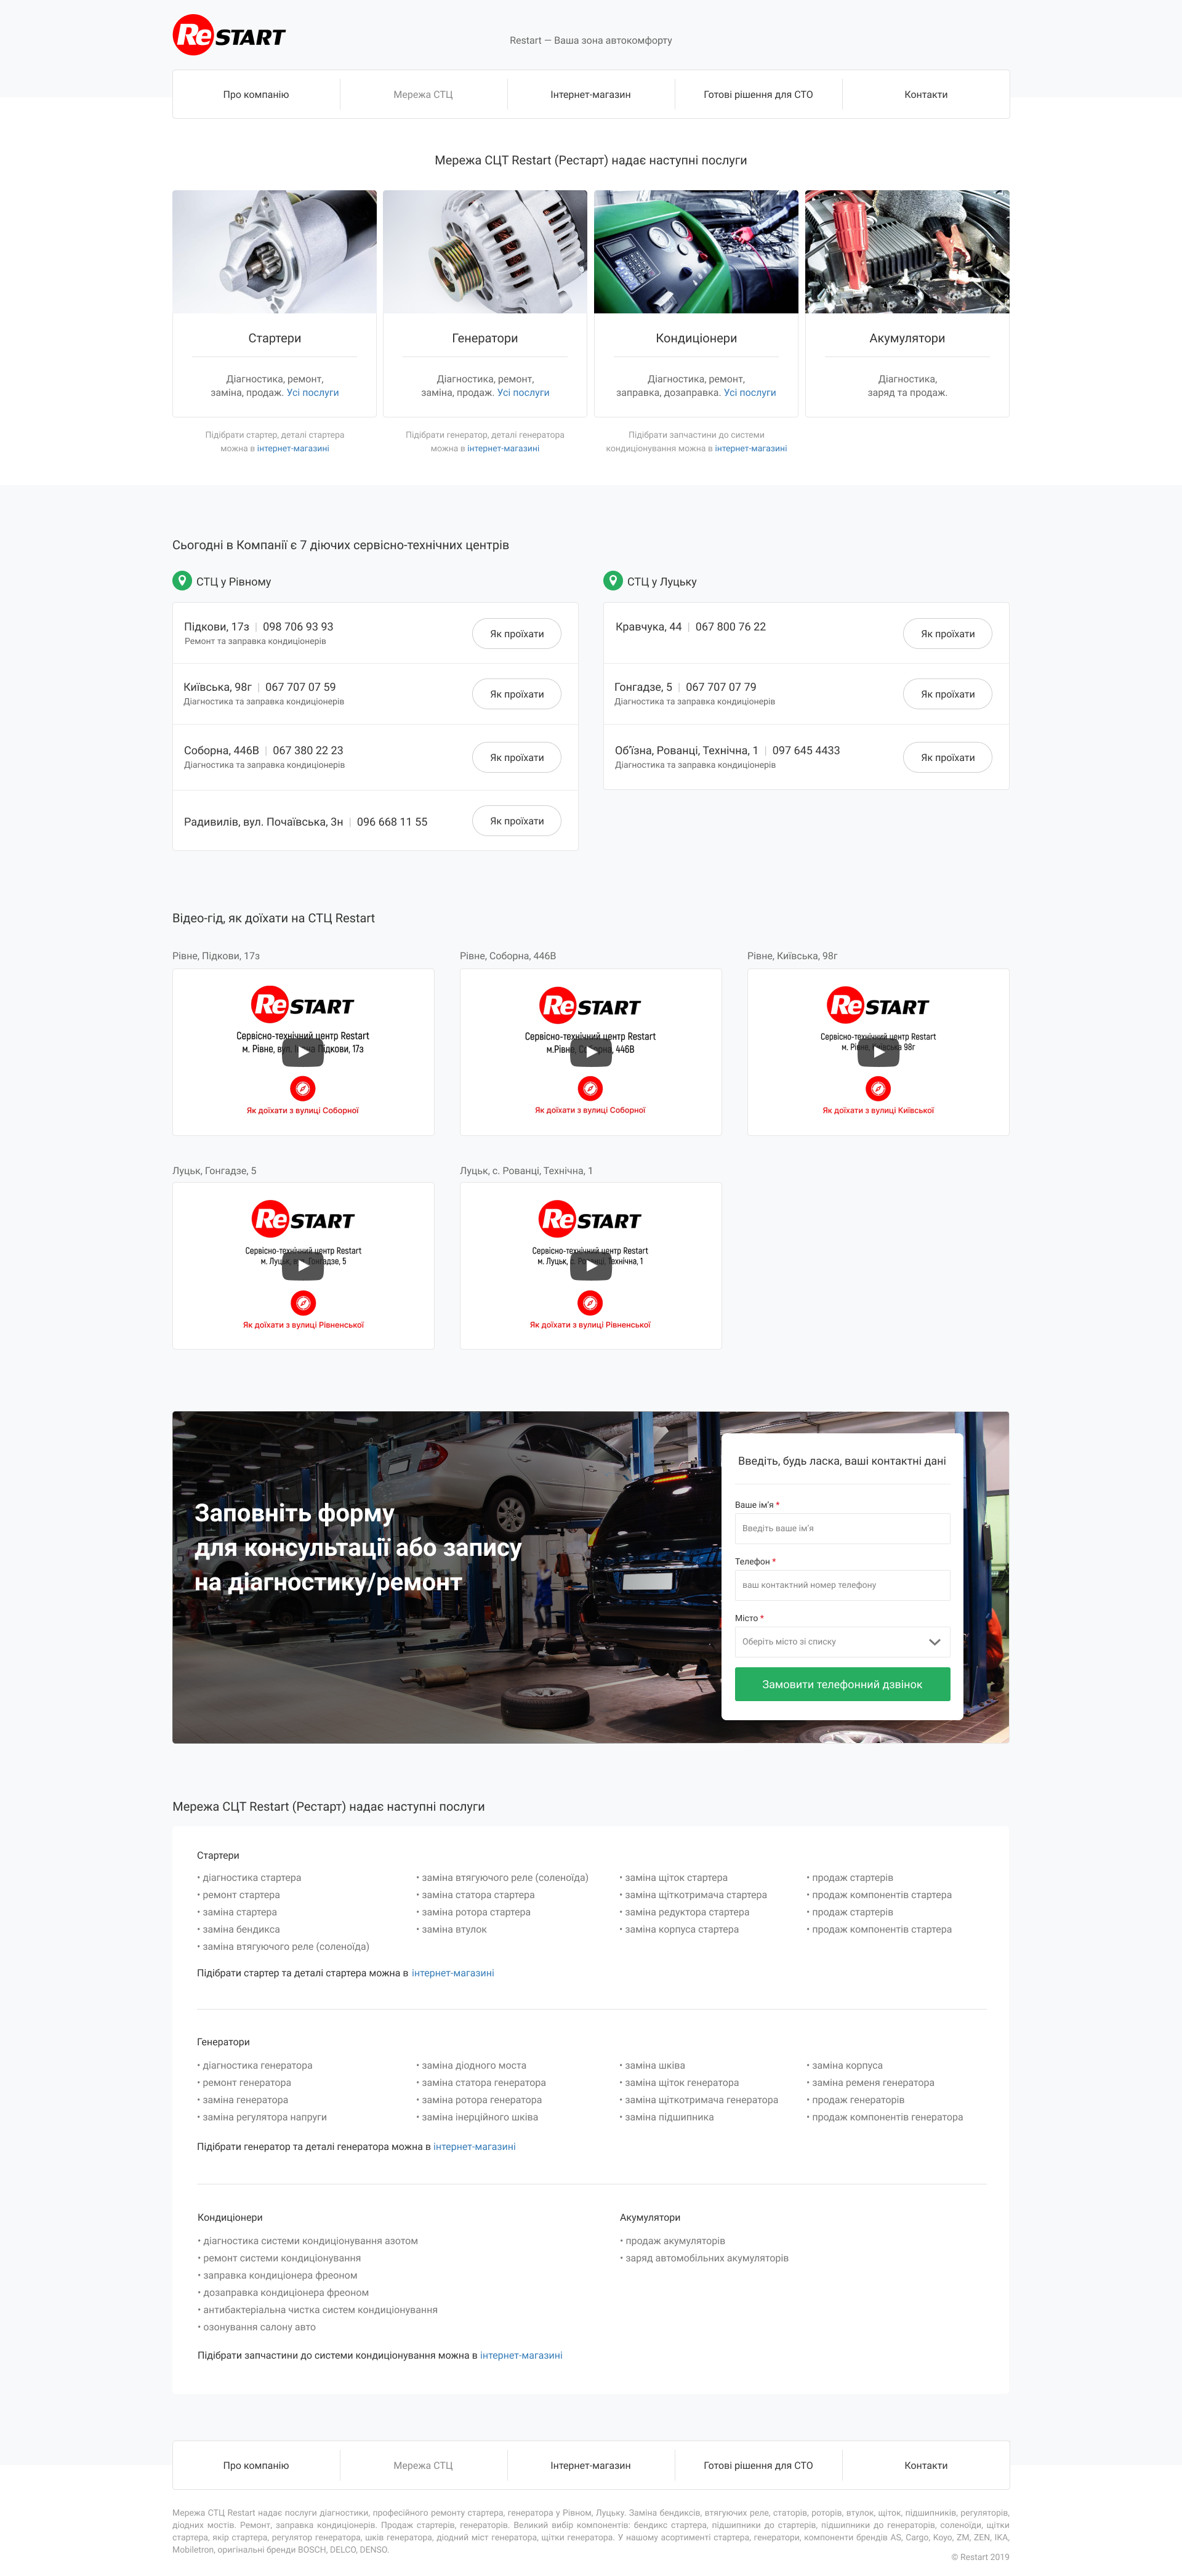 ReSTART
Restart — Ваша зона автокомфорту
Про компанію
Мережа СТЦ
Інтернет-магазин
Готові рішення для СТО
Контакти
Мережа СЦТ Restart (Рестарт) надає наступні послуги
Стартери
Діагностика, ремонт,
заміна, продаж. Усі послуги
Підібрати стартер, деталі стартера
можна в інтернет-магазині
Генератори
Діагностика, ремонт,
заміна, продаж. Усі послуги
Підібрати генератор, деталі генератора
можна в інтернет-магазині
Кондиціонери
Діагностика, ремонт,
заправка, дозаправка. Усі послуги
Підібрати запчастини до системи
кондиціонування можна в інтернет-магазині
Акумулятори
Діагностика,
заряд та продаж.
Сьогодні в Компанії є 7 діючих сервісно-технічних центрів
СТЦ у Рівному
Підкови, 17з | 098 706 93 93
Ремонт та заправка кондиціонерів
Як проїхати
Київська, 98г | 067 707 07 59
Діагностика та заправка кондиціонерів
Як проїхати
Соборна, 446В | 067 380 22 23
Діагностика та заправка кондиціонерів
Як проїхати
Радивилів, вул. Почаївська, 3н | 096 668 11 55
Як проїхати
СТЦ у Луцьку
Кравчука, 44 | 067 800 76 22
Як проїхати
Гонгадзе, 5 | 067 707 07 79
Діагностика та заправка кондиціонерів
Як проїхати
Об'їзна, Рованці, Технічна, 1 | 097 645 4433
Діагностика та заправка кондиціонерів
Як проїхати
Відео-гід, як доїхати на СТЦ Restart
Рівне, Підкови, 17з
ReSTART
Сервісно-технічний центр Restart
м. Рівне, Підкови, 17з
Як доїхати з вулиці Соборної
Рівне, Соборна, 446В
ReSTART
Сервісно-технічний центр Restart
м.Рівне, 446В
Як доїхати з вулиці Соборної
Рівне, Київська, 98г
ReSTART
Сервісно-технічний центр Restart
м. Рівне, 98г
Як доїхати з вулиці Київської
Луцьк, Гонгадзе, 5
ReSTART
Сервісно-технічний центр Restart
м. Луцьк, 5
Як доїхати з вулиці Рівненської
Луцьк, с. Рованці, Технічна, 1
ReSTART
Сервісно-технічний центр Restart
м. Луцьк, Технічна, 1
Як доїхати з вулиці Рівненської
Заповніть форму
для консультації або запису
на діагностику/ремонт
Введіть, будь ласка, ваші контактні дані
Ваше ім'я *
Введіть ваше ім'я
Телефон *
ваш контактний номер телефону
Місто *
Оберіть місто зі списку
Замовити телефонний дзвінок
Мережа СЦТ Restart (Рестарт) надає наступні послуги
Стартери
• діагностика стартера
• ремонт стартера
• заміна стартера
• заміна бендикса
• заміна втягуючого реле (соленоїда)
• заміна втягуючого реле (соленоїда)
• заміна статора стартера
• заміна ротора стартера
• заміна втулок
• заміна щіток стартера
• заміна щіткотримача стартера
• заміна редуктора стартера
• заміна корпуса стартера
• продаж стартерів
• продаж компонентів стартера
• продаж стартерів
• продаж компонентів стартера
Підібрати стартер та деталі стартера можна в інтернет-магазині
Генератори
• діагностика генератора
• ремонт генератора
• заміна генератора
• заміна регулятора напруги
• заміна діодного моста
• заміна статора генератора
• заміна ротора генератора
• заміна інерційного шківа
• заміна шківа
• заміна щіток генератора
• заміна щіткотримача генератора
• заміна підшипника
• заміна корпуса
• заміна ременя генератора
• продаж генераторів
• продаж компонентів генератора
Підібрати генератор та деталі генератора можна в інтернет-магазині
Кондиціонери
• діагностика системи кондиціонування азотом
• ремонт системи кондиціонування
• заправка кондиціонера фреоном
• дозаправка кондиціонера фреоном
• антибактеріальна чистка систем кондиціонування
• озонування салону авто
Підібрати запчастини до системи кондиціонування можна в інтернет-магазині
Акумулятори
• продаж акумуляторів
• заряд автомобільних акумуляторів
Про компанію
Мережа СТЦ
Інтернет-магазин
Готові рішення для СТО
Контакти
Мережа СТЦ Restart надає послуги діагностики, професійного ремонту стартера, генератора у Рівном, Луцьку. Заміна бендиксів, втягуючих реле, статорів, роторів, втулок, щіток, підшипників, регуляторів,
діодних мостів. Ремонт, заправка кондиціонерів. Продаж стартерів, генераторів. Великий вибір компонентів: бендикс стартера, підшипники до стартерів, підшипники до генераторів, соленоїди, щітки
стартера, якір стартера, регулятор генератора, шків генератора, діодний міст генератора, щітки генератора. У нашому асортименті стартера, генератори, компоненти брендів AS, Cargo, Koyo, ZM, ZEN, IKA,
Mobiletron, оригінальні бренди BOSCH, DELCO, DENSO.
© Restart 2019